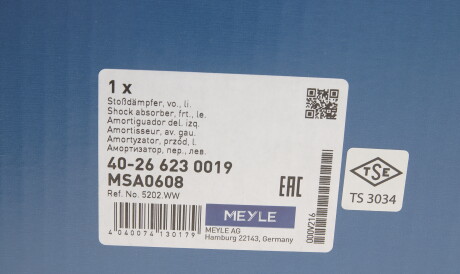 1 x
Stoßdämpfer, vo., li.
Shock absorber, frt., le.
Amortiguador del. izq.
Amortisseur, av. gau.
Amortyzator, przód, l.
Амортизатор, пер., лев.
40-26 623 0019
MSA0608
Ref. No. 5202.WW
EAC
MEYLE
MEYLE AG
Hamburg 22143, Germany
4 040074 130179
000AZ16
TSE
TS 3034